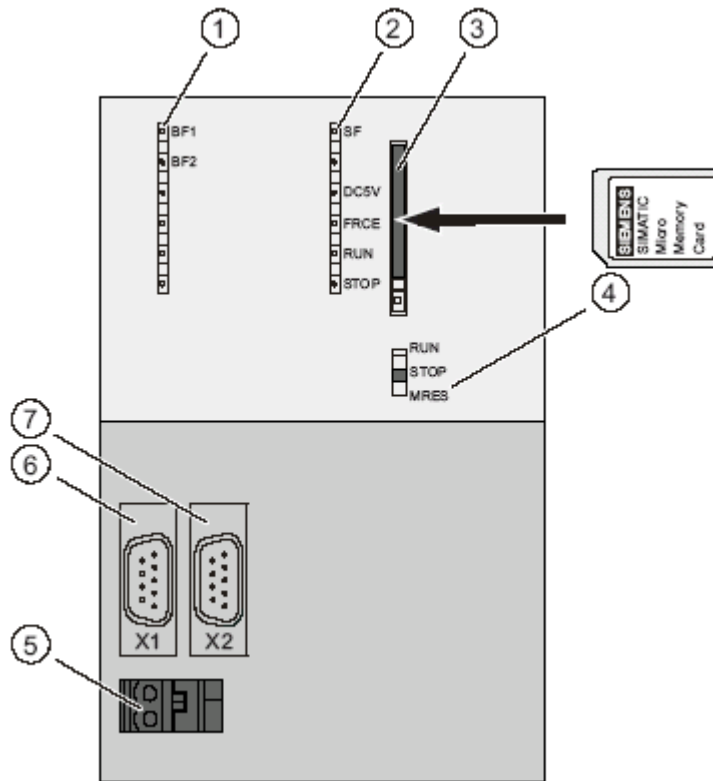 1
2
3
BF1
SF
BF2
DC5V
FRCE
RUN
STOP
SIEMENS
SIMATIC
Micro
Memory
Card
4
RUN
STOP
MRES
7
6
X1
X2
5